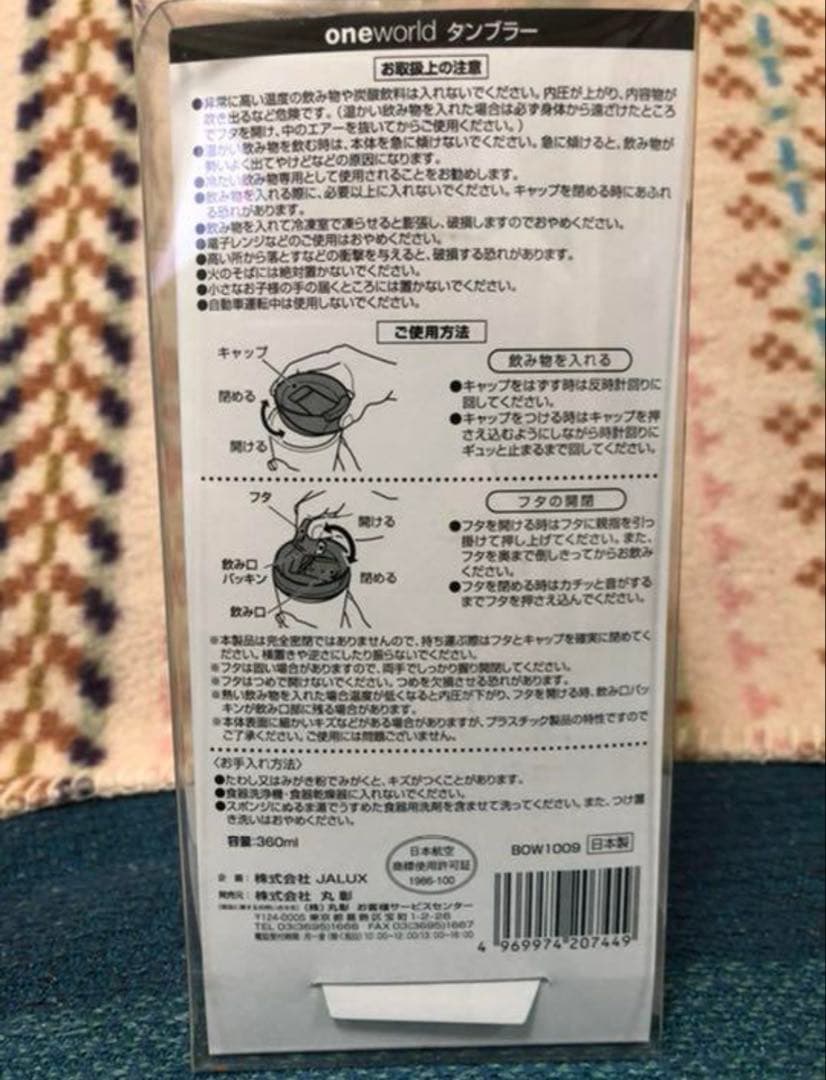 oneworld タンブラー
お取扱上の注意
●非常に高い温度の飲み物や炭酸飲料は入れないでください。内圧が上がり、内容物が
吹き出るなど危険です。(温かい飲み物を入れた場合は必ず身体から遠ざけたところ
でフタを開け、中のエアーを抜いてからご使用ください。)
●温かい飲み物を飲む時は、本体を急に傾けないでください。急に傾けると、飲み物が
勢いよく出てやけどなどの原因になります。
●冷たい飲み物専用として使用されることをお勧めします。
●飲み物を入れる際に、必要以上に入れないでください。キャップを閉める時にあふれ
る恐れがあります。
●飲み物を入れて冷凍室で凍らせると膨張し、破損しますのでおやめください。
●電子レンジなどのご使用はおやめください。
●高い所から落とすなどの衝撃を与えると、破損する恐れがあります。
●火のそばには絶対置かないでください。
●小さなお子様の手の届くところには置かないでください。
●自動車運転中は使用しないでください。
ご使用方法
キャップ
閉める
開ける
飲み物を入れる
●キャップをはずす時は反時計回りに
回してください。
●キャップをつける時はキャップを押
さえ込むようにしながら時計回りに
ギュッと止まるまで回してください。
フタ
開ける
飲み口
パッキン
閉める
飲み口
フタの開閉
●フタを開ける時はフタに親指を引っ
掛けて押し上げてください。また、
フタを奥まで倒しきってからお飲み
ください。
●フタを閉める時はカチッと音がする
までフタを押さえ込んでください。
※本製品は完全密閉ではありませんので、持ち運ぶ際はフタとキャップを確実に閉めてく
ださい。横置きや逆さにしたり振らないでください。
※フタは固い場合がありますので、両手でしっかり握り開閉してください。
※フタはつめで開けないでください。つめを欠損させる恐れがあります。
※熱い飲み物を入れた場合温度が低くなると内圧が下がり、フタを開ける時、飲み口パッ
キンが飲み口部に残る場合があります。
※本体表面に細かいキズなどがある場合がありますが、プラスチック製品の特性ですので
ご了承ください。ご使用には問題ございません。
〈お手入れ方法〉
●たわし又はみがき粉でみがくと、キズがつくことがあります。
●食器洗浄機・食器乾燥器に入れないでください。
●スポンジにぬるま湯でうすめた食器用洗剤を含ませて洗ってください。また、つけ置
き洗いはおやめください。
容量:360ml
日本航空
商標使用許可証
1986-100
BOW1009 日本製
企 画: 株式会社 JALUX
発売元: 株式会社 丸 彰
(株)丸彰 お客様サービスセンター
〒124-0005 東京都葛飾区宝町1-2-26
TEL 03(3695)1666 FAX 03(3695)1667
4 969974 207449